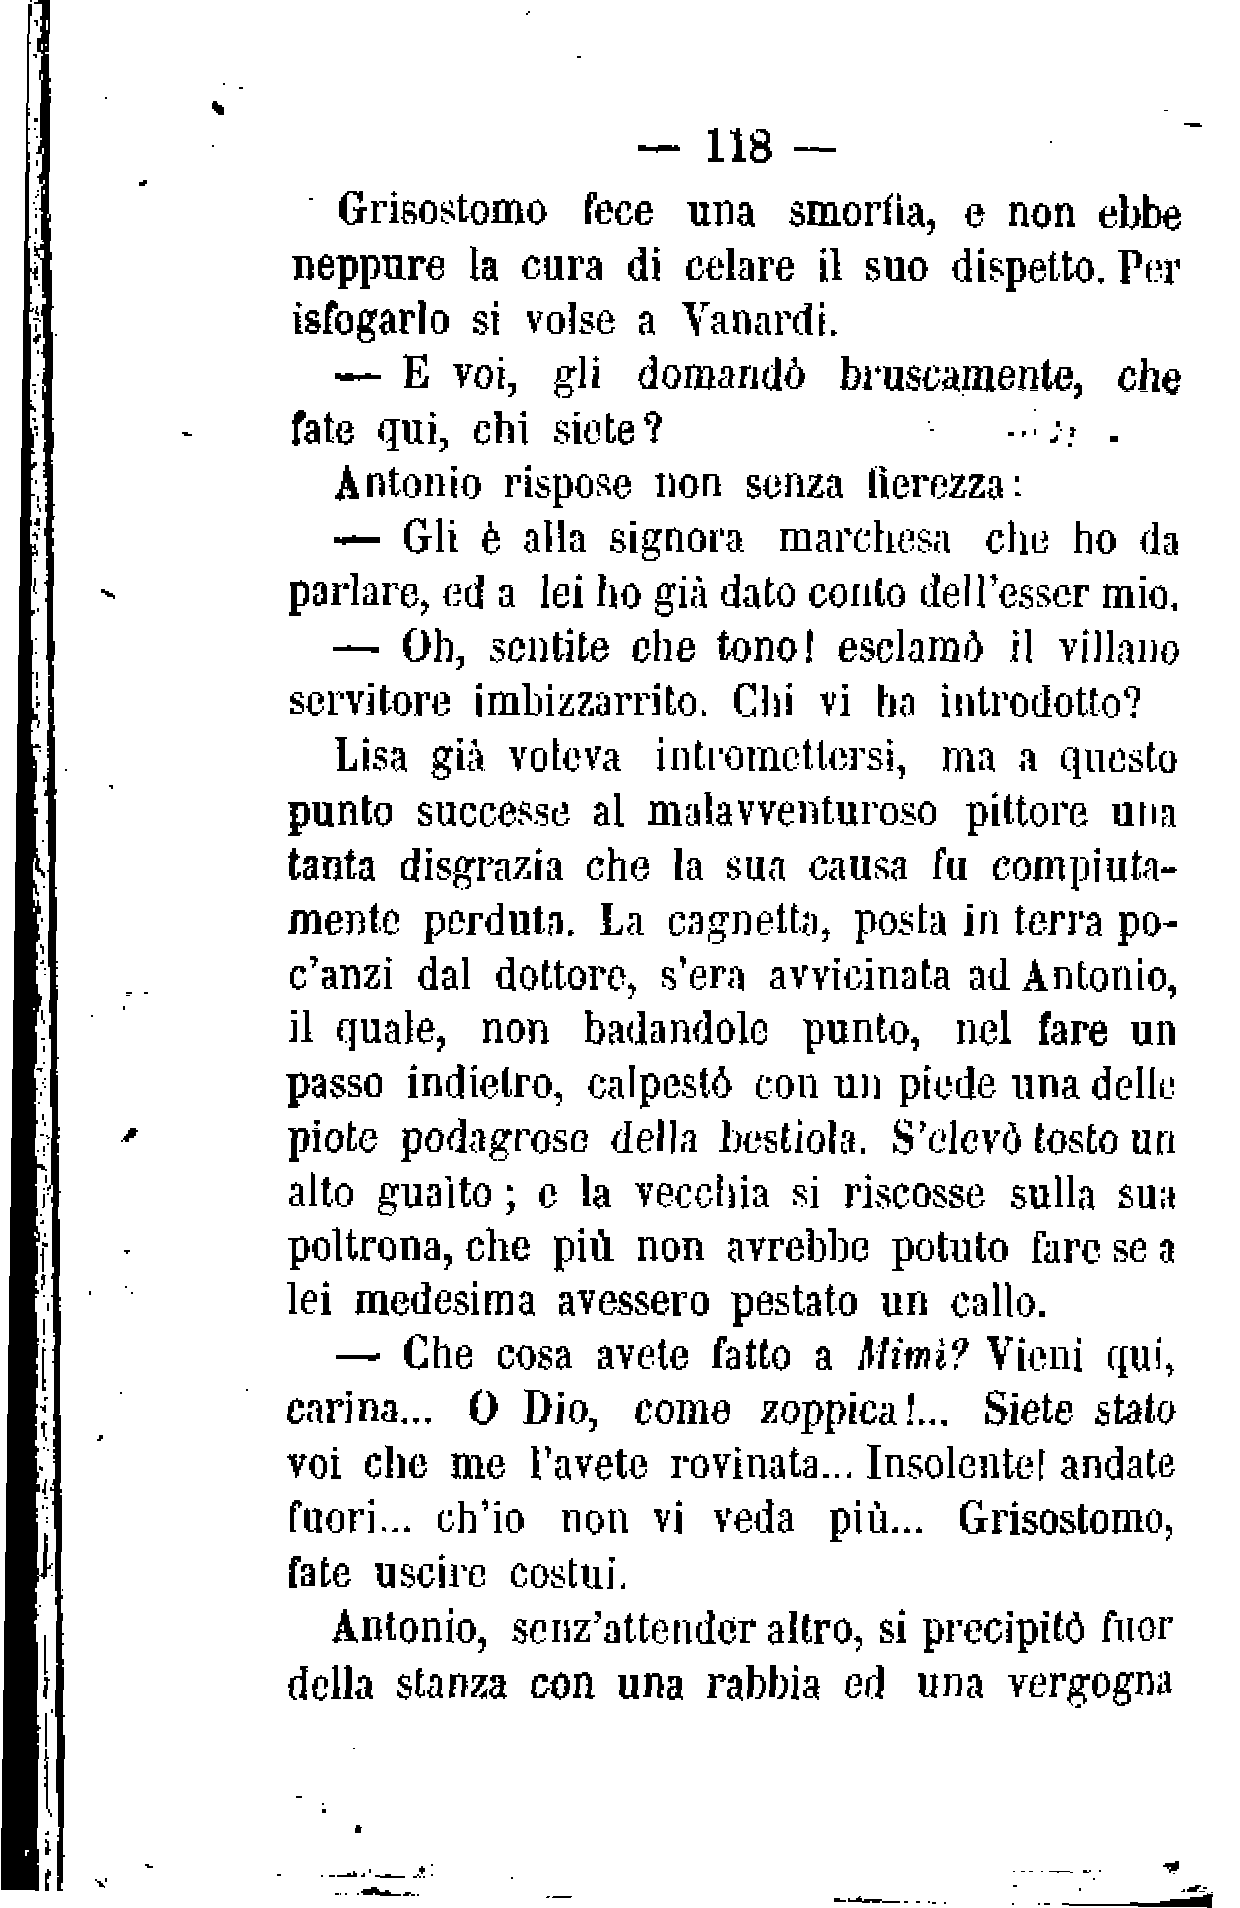 — 118 —
Grisostomo fece una smorfia, e non ebbe
neppure la cura di celare il suo dispetto. Per
isfogarlo si volse a Vanardi.
— E voi, gli domandò bruscamente, che
fate qui, chi siete?
Antonio rispose non senza fierezza:
— Gli è alla signora marchesa che ho da
parlare, ed a lei ho già dato conto dell'esser mio.
— Oh, sentite che tono! esclamò il villano
servitore imbizzarrito. Chi vi ha introdotto?
Lisa già voleva intromettersi, ma a questo
punto successe al malavventuroso pittore una
tanta disgrazia che la sua causa fu compiuta-
mente perduta. La cagnetta, posta in terra po-
c'anzi dal dottore, s'era avvicinata ad Antonio,
il quale, non badandole punto, nel fare un
passo indietro, calpestò con un piede una delle
piote podagrose della bestiola. S'elevò tosto un
alto guaito; e la vecchia si riscosse sulla sua
poltrona, che più non avrebbe potuto fare se a
lei medesima avessero pestato un callo.
— Che cosa avete fatto a Mimì? Vieni qui,
carina... O Dio, come zoppica!... Siete stato
voi che me l'avete rovinata... Insolente! andate
fuori... ch'io non vi veda più... Grisostomo,
fate uscire costui.
Antonio, senz'attender altro, si precipitò fuor
della stanza con una rabbia ed una vergogna